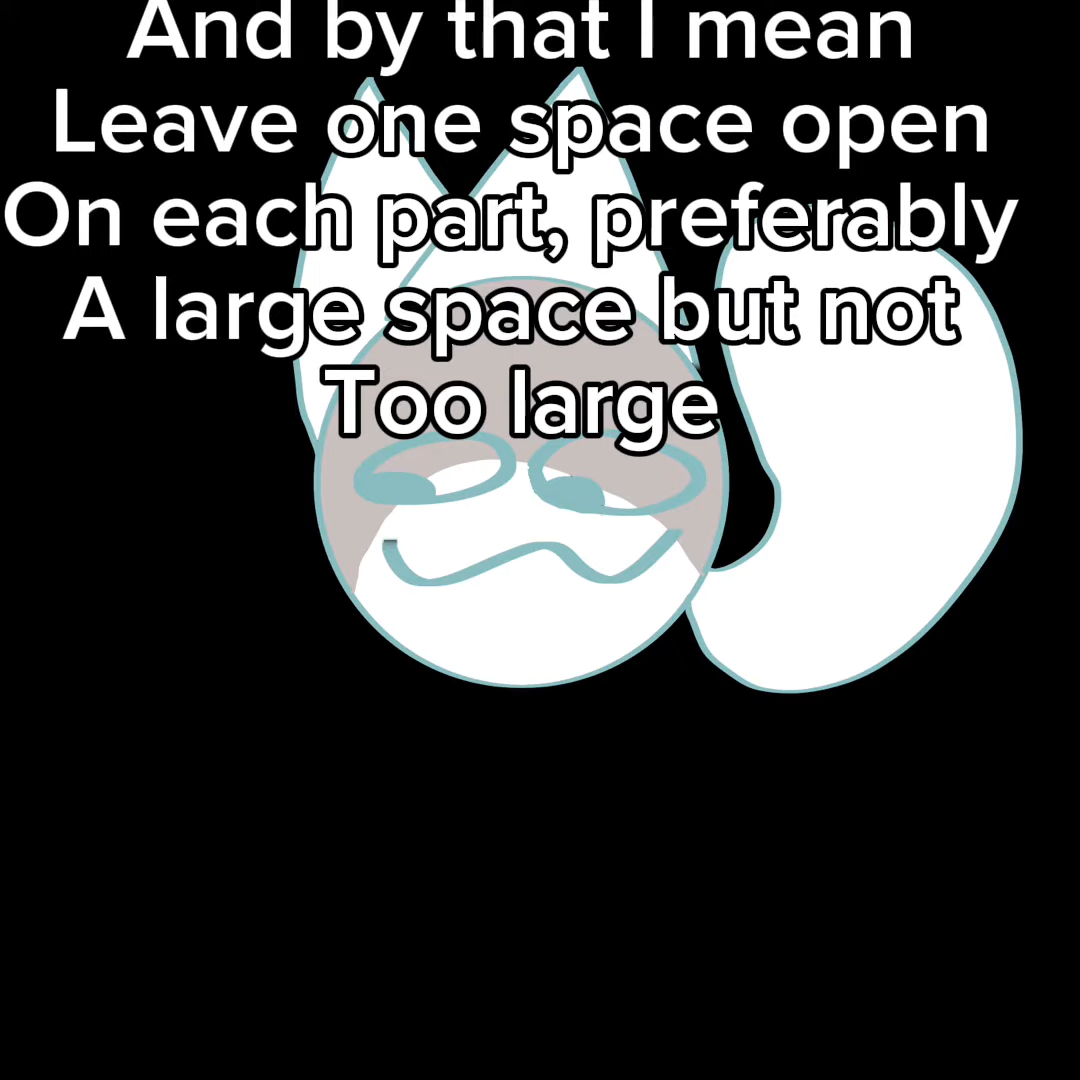 And by that I mean
Leave one space open
On each part, preferably
A large space but not
Too large